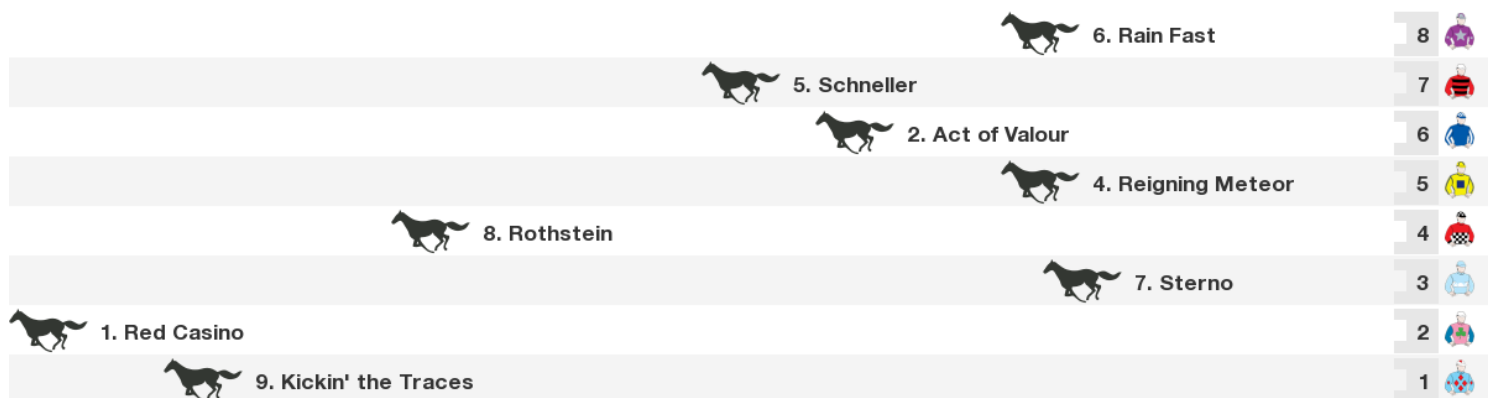 6. Rain Fast 8
5. Schneller 7
2. Act of Valour 6
4. Reigning Meteor 5
8. Rothstein 4
7. Sterno 3
1. Red Casino 2
9. Kickin' the Traces 1